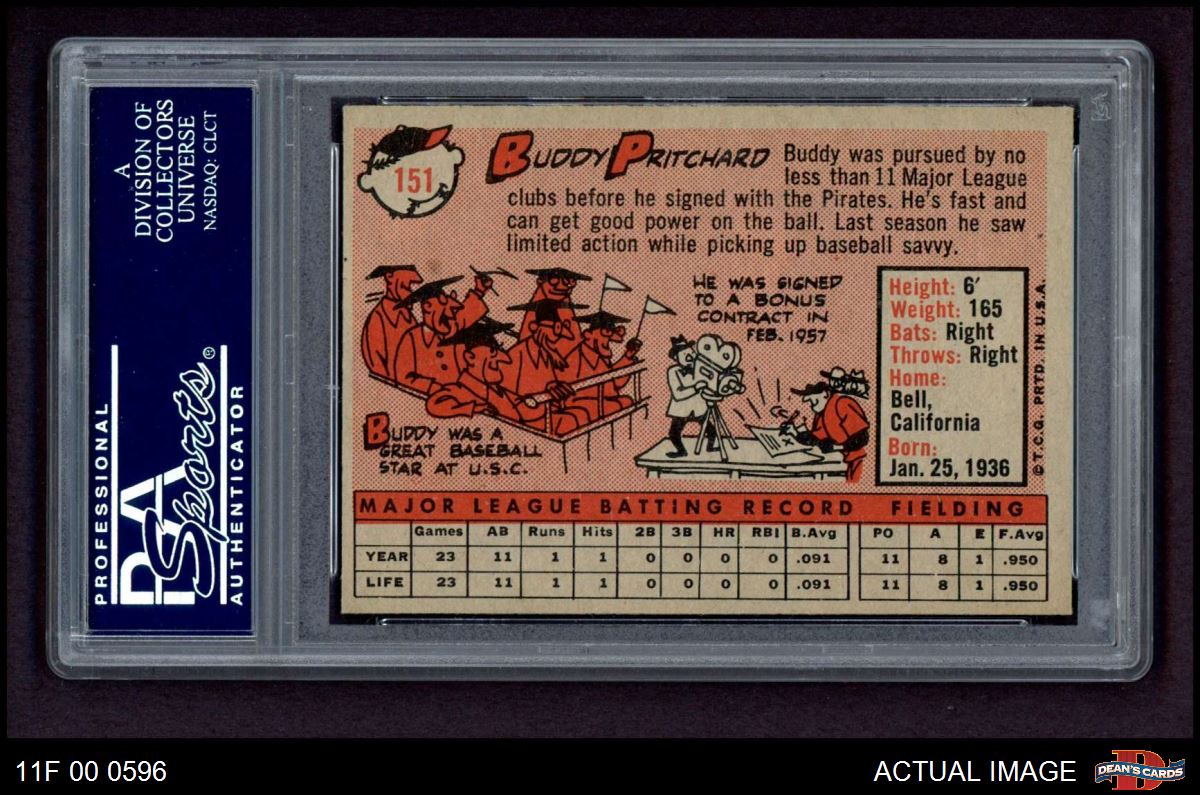 A
DIVISION OF
COLLECTORS
UNIVERSE
NASDAQ: CLCT
PROFESSIONAL
PSA
Sports®
AUTHENTICATOR
151
BUDDY PRITCHARD
Buddy was pursued by no
less than 11 Major League
clubs before he signed with the Pirates. He's fast and
can get good power on the ball. Last season he saw
limited action while picking up baseball savvy.
HE WAS SIGNED
TO A BONUS
CONTRACT IN
FEB. 1957
BUDDY WAS A
GREAT BASEBALL
STAR AT U.S.C.
Height: 6'
Weight: 165
Bats: Right
Throws: Right
Home:
Bell,
California
Born:
Jan. 25, 1936
©T.C.G. PRTD. IN U.S.A.
MAJOR LEAGUE BATTING RECORD FIELDING
Games AB Runs Hits 2B 3B HR RBI B.Avg PO A E F.Avg
YEAR 23 11 1 1 0 0 0 0 .091 11 8 1 .950
LIFE 23 11 1 1 0 0 0 0 .091 11 8 1 .950
11F 00 0596
ACTUAL IMAGE
D
DEAN'S CARDS